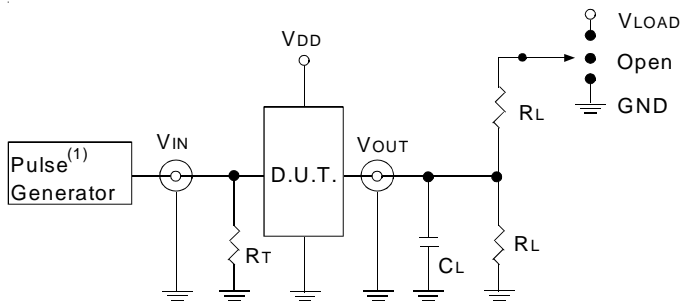 VLOAD
VDD
Open
RL
GND
VIN
VOUT
Pulse(1)
Generator
D.U.T.
RT
CL
RL